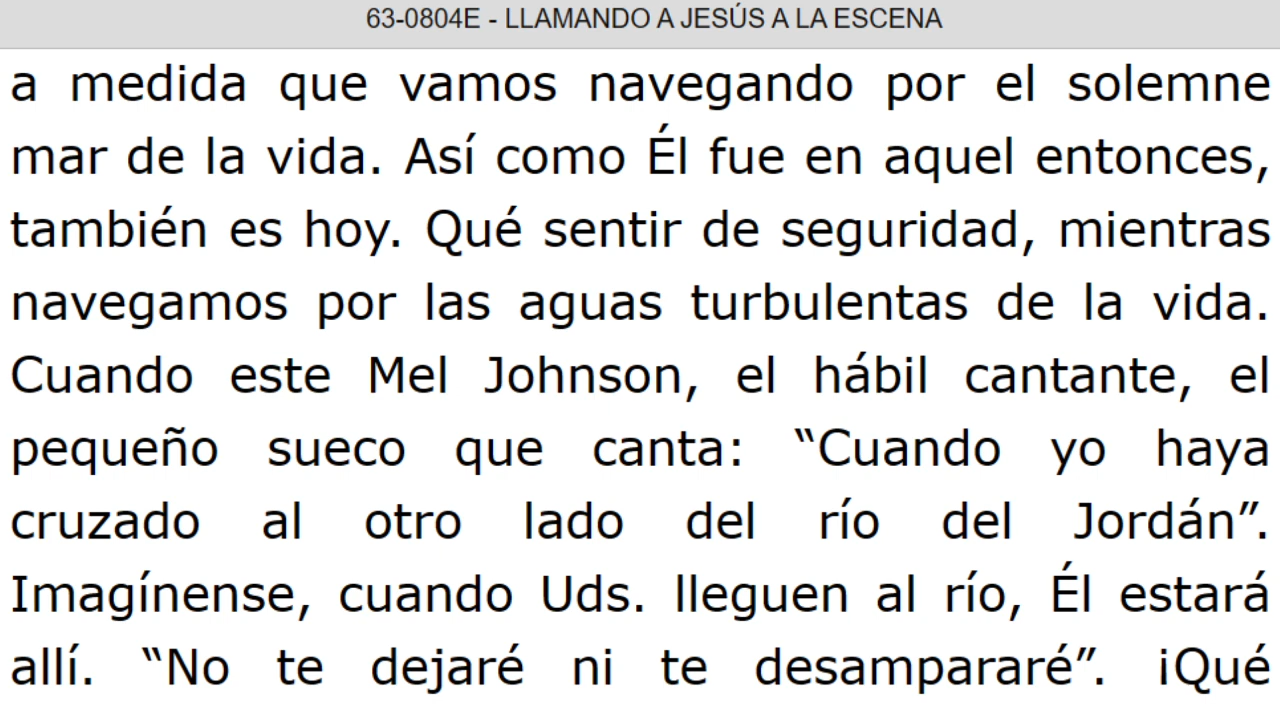 63-0804E - LLAMANDO A JESÚS A LA ESCENA
a medida que vamos navegando por el solemne
mar de la vida. Así como Él fue en aquel entonces,
también es hoy. Qué sentir de seguridad, mientras
navegamos por las aguas turbulentas de la vida.
Cuando este Mel Johnson, el hábil cantante, el
pequeño sueco que canta: “Cuando yo haya
cruzado al otro lado del río del Jordán”.
Imagínense, cuando Uds. lleguen al río, Él estará
allí. “No te dejaré ni te desampararé”. ¡Qué